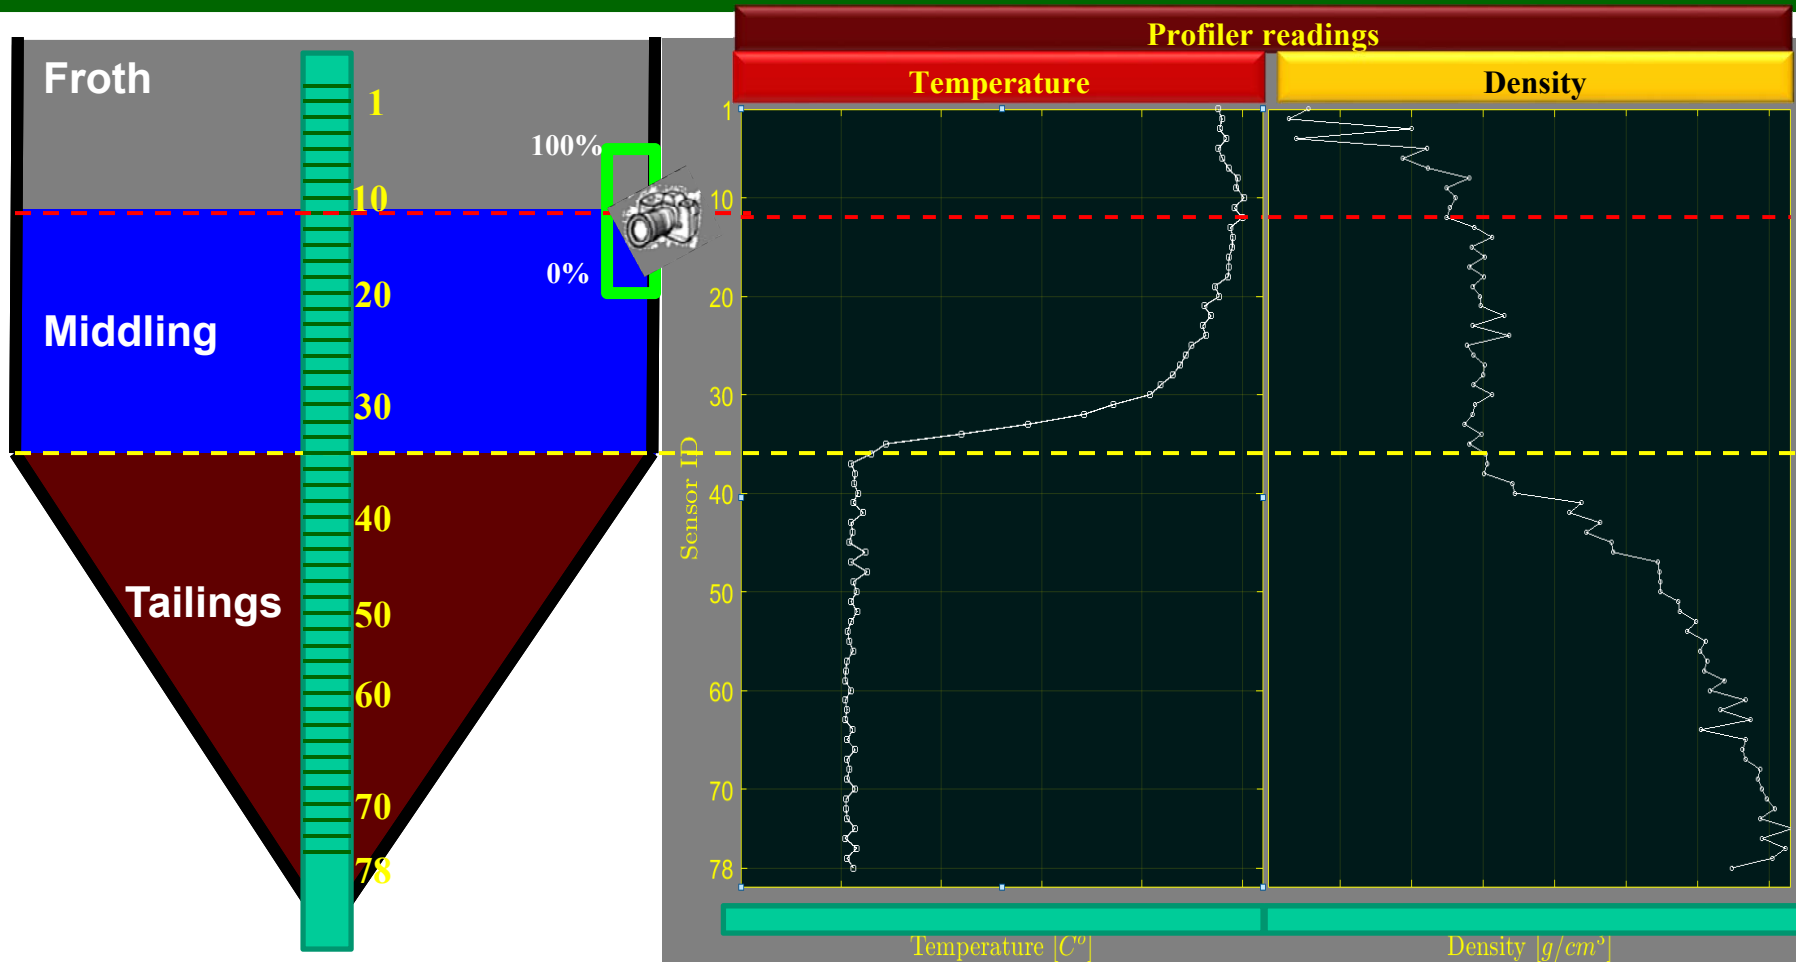 Profiler readings
Temperature
Density
Froth
Middling
Tailings
1
10
20
30
40
50
60
70
78
100%
0%
Sensor ID
1
10
20
30
40
50
60
70
78
Temperature [C°]
Density [g/cm³]